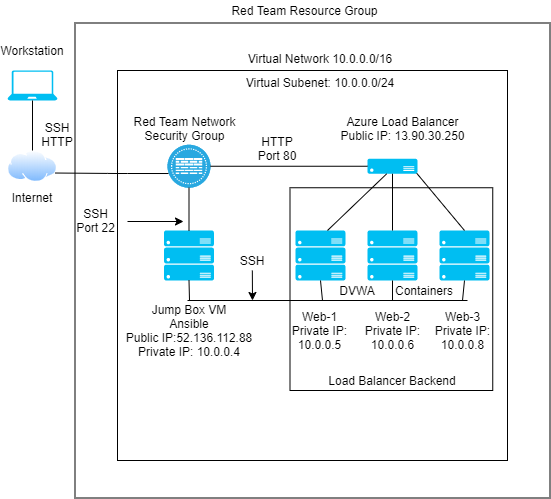 Red Team Resource Group
Virtual Network 10.0.0.0/16
Virtual Subenet: 10.0.0.0/24
Workstation
SSH
HTTP
Internet
Red Team Network
Security Group
HTTP
Port 80
Azure Load Balancer
Public IP: 13.90.30.250
SSH
Port 22
SSH
DVWA
Containers
Jump Box VM
Ansible
Public IP:52.136.112.88
Private IP: 10.0.0.4
Web-1
Private IP:
10.0.0.5
Web-2
Private IP:
10.0.0.6
Web-3
Private IP:
10.0.0.8
Load Balancer Backend